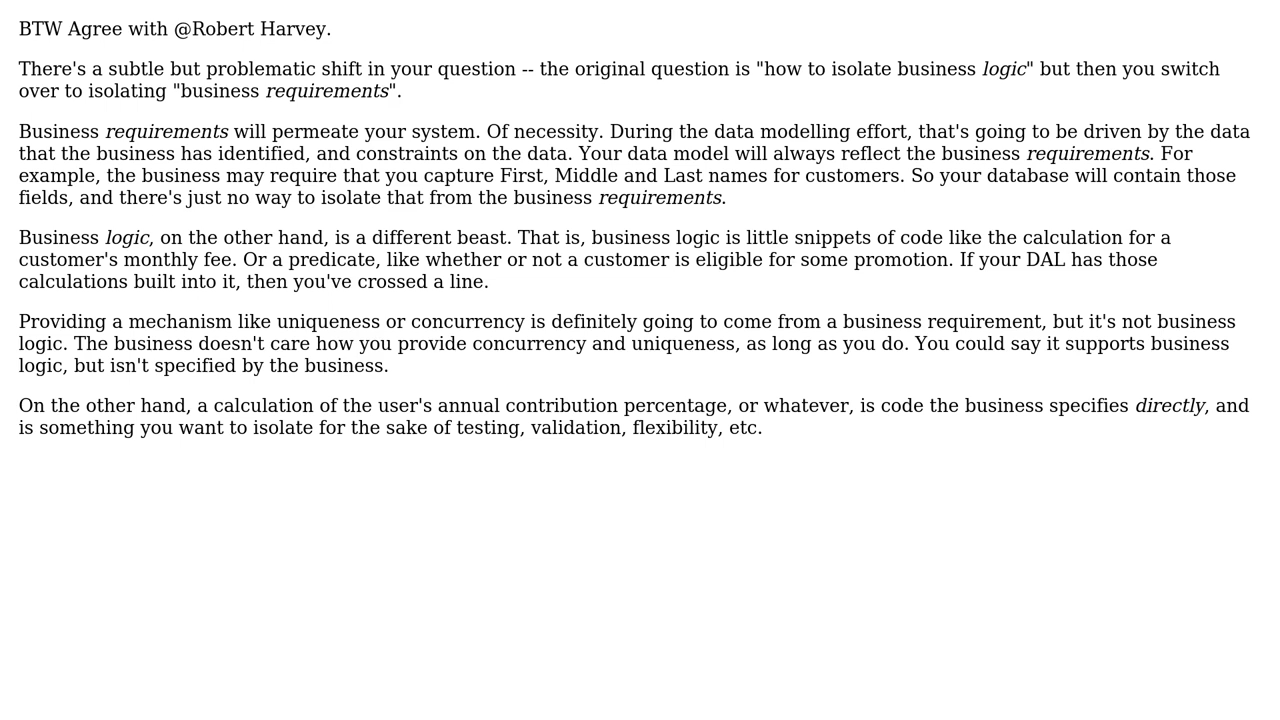 BTW Agree with @Robert Harvey.
There's a subtle but problematic shift in your question -- the original question is "how to isolate business logic" but then you switch
over to isolating "business requirements".
Business requirements will permeate your system. Of necessity. During the data modelling effort, that's going to be driven by the data
that the business has identified, and constraints on the data. Your data model will always reflect the business requirements. For
example, the business may require that you capture First, Middle and Last names for customers. So your database will contain those
fields, and there's just no way to isolate that from the business requirements.
Business logic, on the other hand, is a different beast. That is, business logic is little snippets of code like the calculation for a
customer's monthly fee. Or a predicate, like whether or not a customer is eligible for some promotion. If your DAL has those
calculations built into it, then you've crossed a line.
Providing a mechanism like uniqueness or concurrency is definitely going to come from a business requirement, but it's not business
logic. The business doesn't care how you provide concurrency and uniqueness, as long as you do. You could say it supports business
logic, but isn't specified by the business.
On the other hand, a calculation of the user's annual contribution percentage, or whatever, is code the business specifies directly, and
is something you want to isolate for the sake of testing, validation, flexibility, etc.